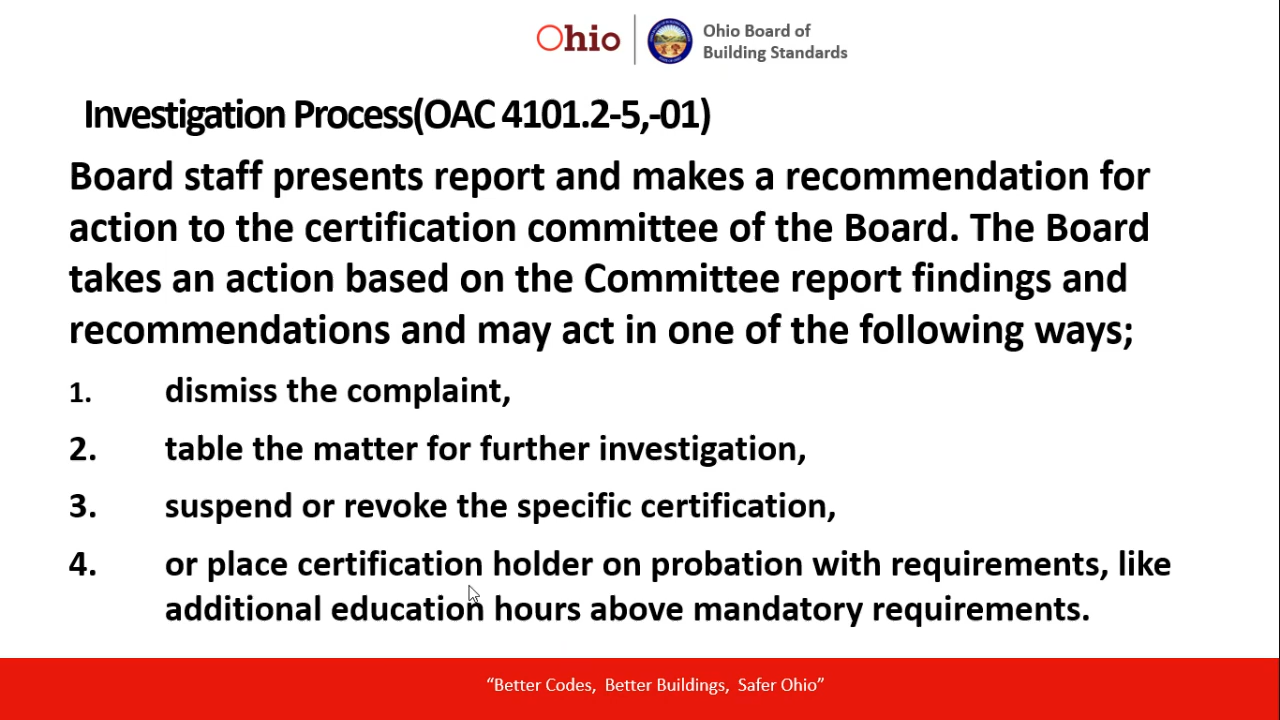 Ohio
Ohio Board of
Building Standards
Investigation Process(OAC 4101.2-5,-01)
Board staff presents report and makes a recommendation for
action to the certification committee of the Board. The Board
takes an action based on the Committee report findings and
recommendations and may act in one of the following ways;
1. dismiss the complaint,
2. table the matter for further investigation,
3. suspend or revoke the specific certification,
4. or place certification holder on probation with requirements, like
additional education hours above mandatory requirements.
“Better Codes, Better Buildings, Safer Ohio”